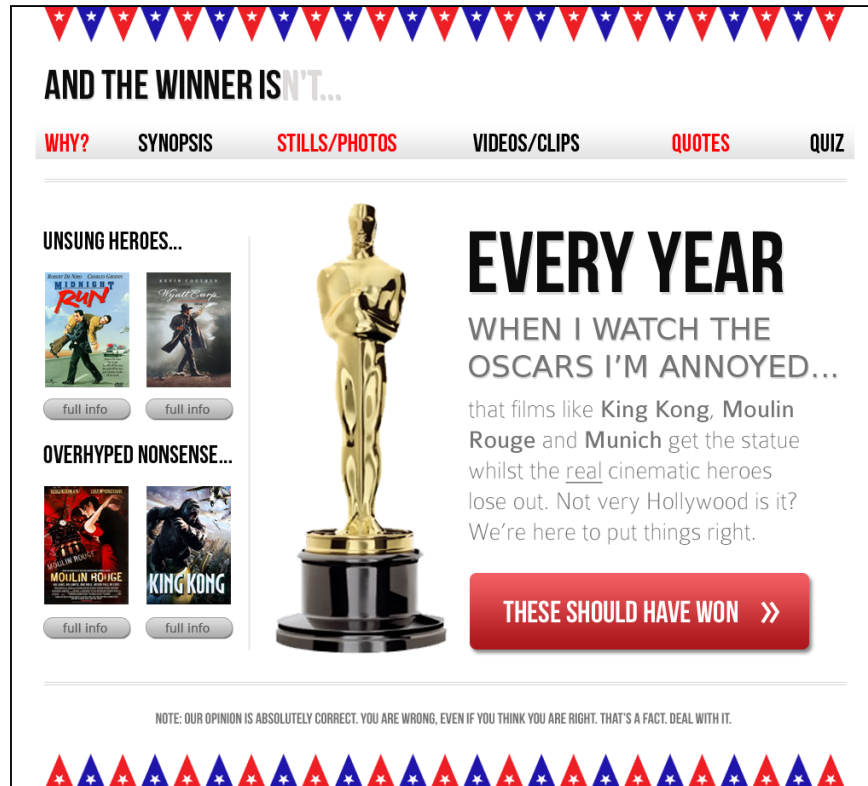 AND THE WINNER ISN'T...
WHY? SYNOPSIS STILLS/PHOTOS VIDEOS/CLIPS QUOTES QUIZ
UNSUNG HEROES...
ROBERT DE NIRO CHARLES GRODIN
MIDNIGHT
RUN
KEVIN COSTNER
Wyatt Earp
full info full info
OVERHYPED NONSENSE...
MOULIN ROUGE
MOULIN ROUGE
KING KONG
full info full info
EVERY YEAR
WHEN I WATCH THE
OSCARS I'M ANNOYED...
that films like King Kong, Moulin
Rouge and Munich get the statue
whilst the real cinematic heroes
lose out. Not very Hollywood is it?
We're here to put things right.
THESE SHOULD HAVE WON »
NOTE: OUR OPINION IS ABSOLUTELY CORRECT. YOU ARE WRONG, EVEN IF YOU THINK YOU ARE RIGHT. THAT'S A FACT. DEAL WITH IT.